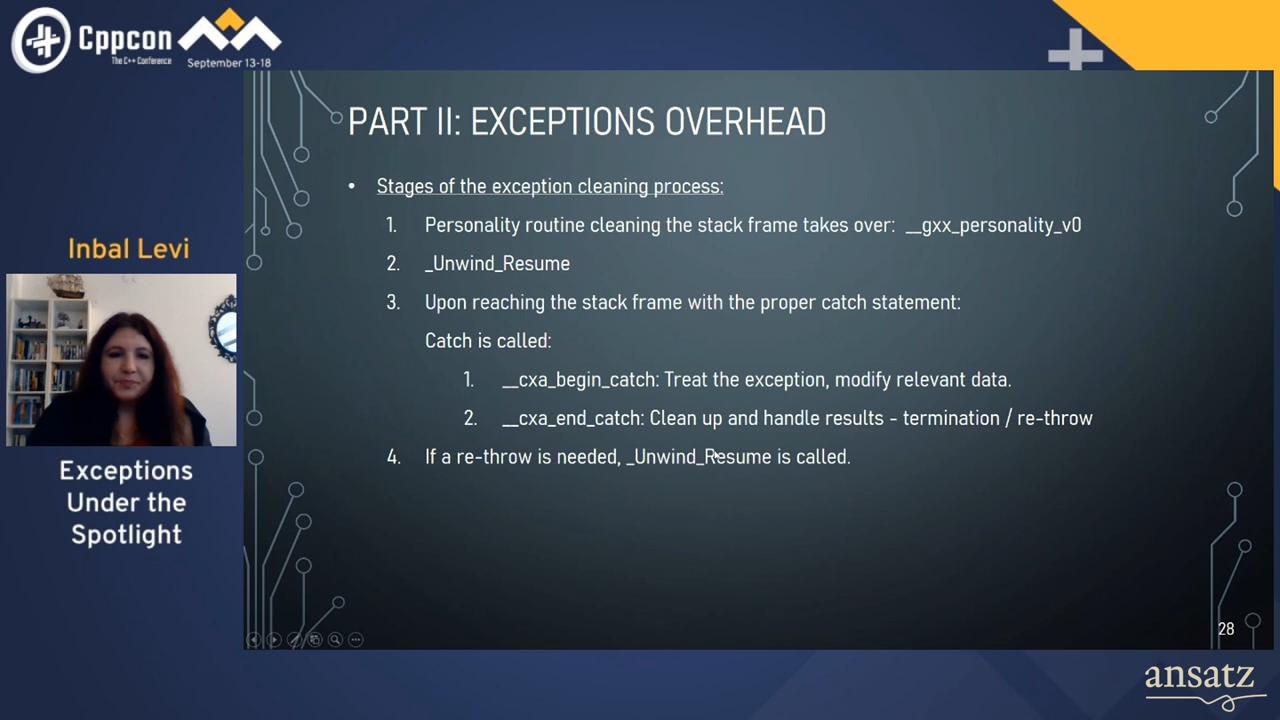 Cppcon
The C++ Conference
September 13-18
PART II: EXCEPTIONS OVERHEAD
• Stages of the exception cleaning process:
1. Personality routine cleaning the stack frame takes over: __gxx_personality_v0
2. _Unwind_Resume
3. Upon reaching the stack frame with the proper catch statement:
Catch is called:
1. __cxa_begin_catch: Treat the exception, modify relevant data.
2. __cxa_end_catch: Clean up and handle results - termination / re-throw
4. If a re-throw is needed, _Unwind_Resume is called.
28
Inbal Levi
Exceptions
Under the
Spotlight
ansatz